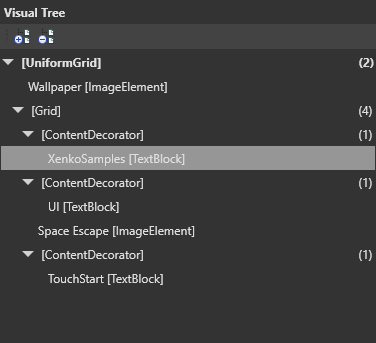 Visual Tree
[UniformGrid] (2)
Wallpaper [ImageElement]
[Grid] (4)
[ContentDecorator] (1)
XenkoSamples [TextBlock]
[ContentDecorator] (1)
UI [TextBlock]
Space Escape [ImageElement]
[ContentDecorator] (1)
TouchStart [TextBlock]